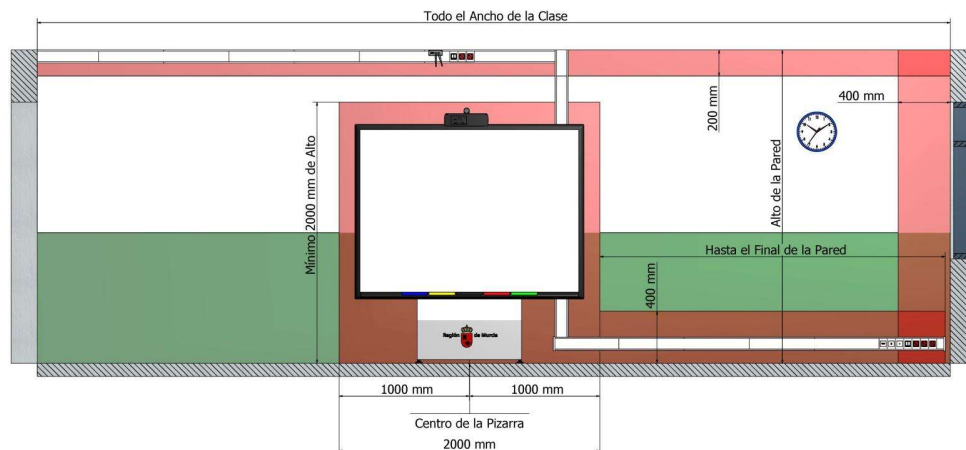 Todo el Ancho de la Clase
400 mm
200 mm
Mínimo 2000 mm de Alto
Alto de la Pared
Hasta el Final de la Pared
400 mm
Región de Murcia
1000 mm
1000 mm
Centro de la Pizarra
2000 mm